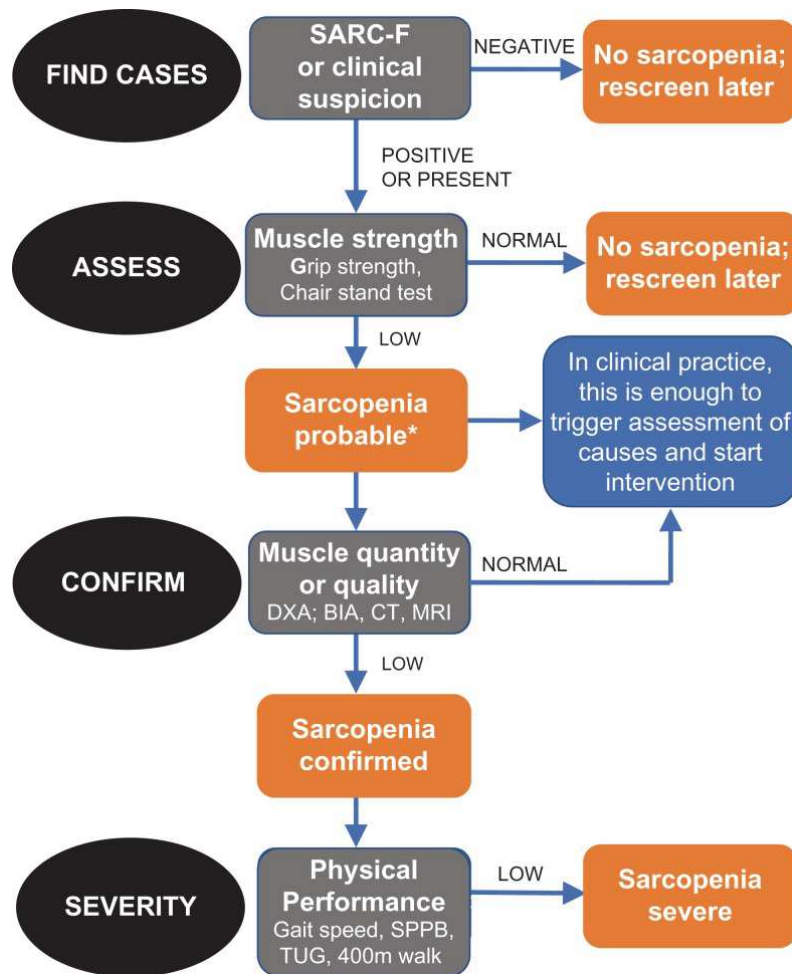 FIND CASES
SARC-F
or clinical
suspicion
NEGATIVE
No sarcopenia;
rescreen later
POSITIVE
OR PRESENT
ASSESS
Muscle strength
Grip strength,
Chair stand test
NORMAL
No sarcopenia;
rescreen later
LOW
Sarcopenia
probable*
In clinical practice,
this is enough to
trigger assessment of
causes and start
intervention
CONFIRM
Muscle quantity
or quality
DXA; BIA, CT, MRI
NORMAL
LOW
Sarcopenia
confirmed
SEVERITY
Physical
Performance
Gait speed, SPPB,
TUG, 400m walk
LOW
Sarcopenia
severe